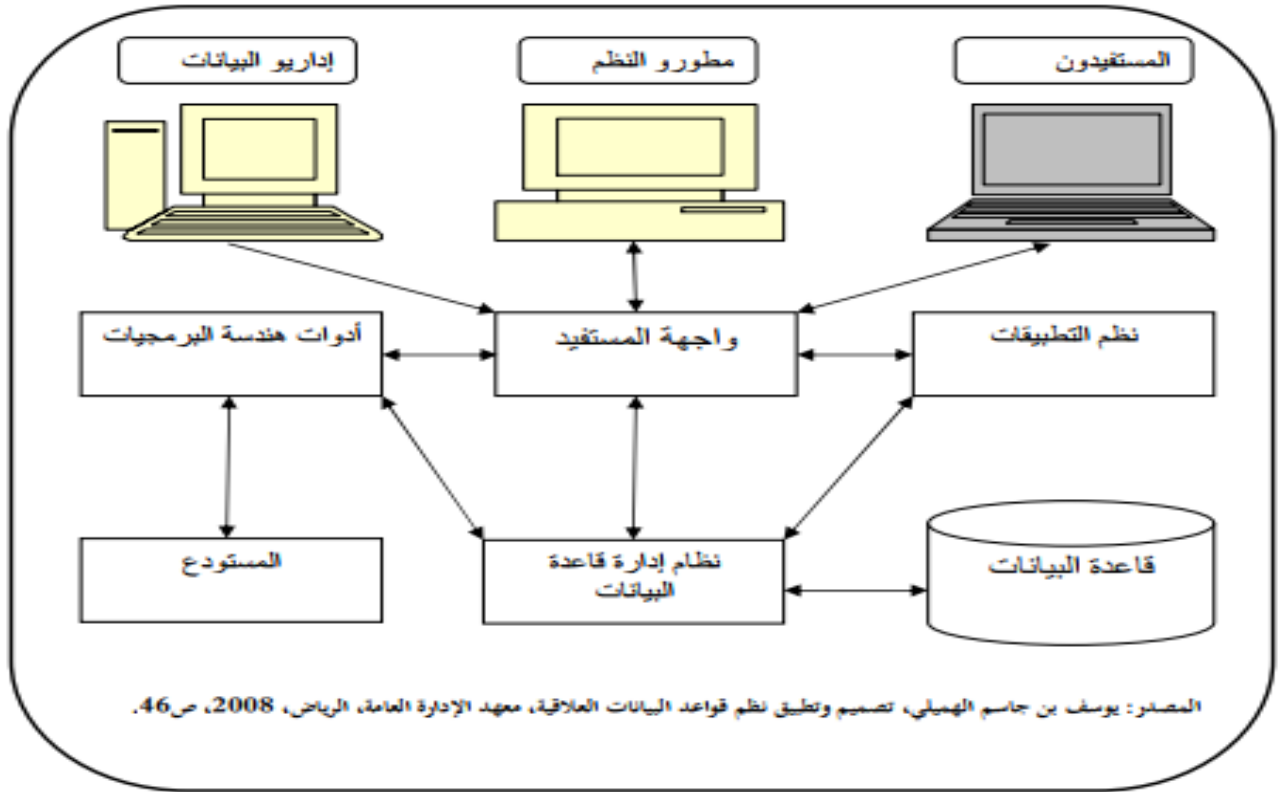 المستفيدون
مطورو النظم
إداريو البيانات
نظم التطبيقات
واجهة المستفيد
أدوات هندسة البرمجيات
قاعدة البيانات
نظام إدارة قاعدة
البيانات
المستودع
المصدر: يوسف بن جاسم الهميلي، تصميم وتطبيق نظم قواعد البيانات العلاقية، معهد الإدارة العامة، الرياض، 2008، ص46.